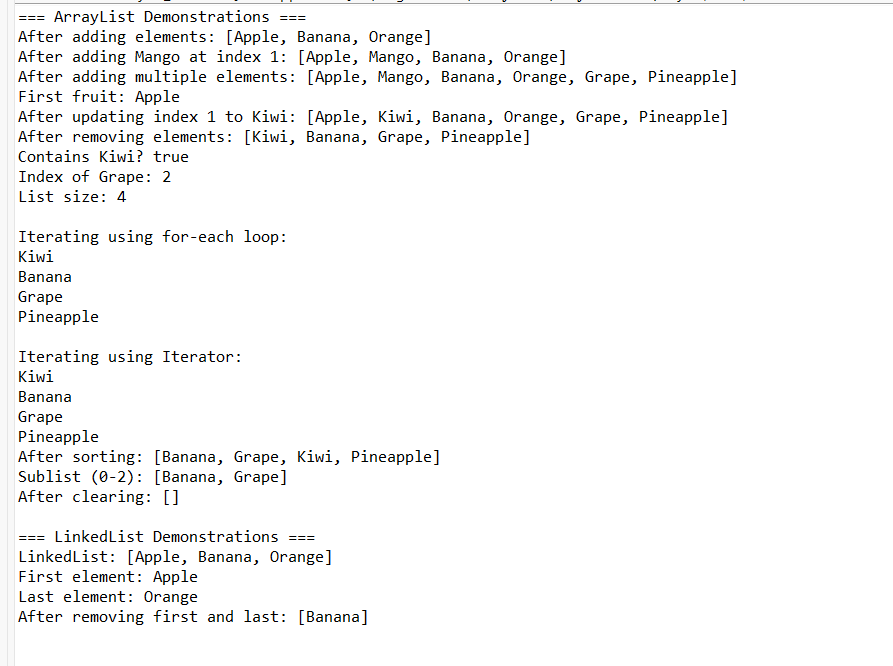 === ArrayList Demonstrations ===
After adding elements: [Apple, Banana, Orange]
After adding Mango at index 1: [Apple, Mango, Banana, Orange]
After adding multiple elements: [Apple, Mango, Banana, Orange, Grape, Pineapple]
First fruit: Apple
After updating index 1 to Kiwi: [Apple, Kiwi, Banana, Orange, Grape, Pineapple]
After removing elements: [Kiwi, Banana, Grape, Pineapple]
Contains Kiwi? true
Index of Grape: 2
List size: 4

Iterating using for-each loop:
Kiwi
Banana
Grape
Pineapple

Iterating using Iterator:
Kiwi
Banana
Grape
Pineapple
After sorting: [Banana, Grape, Kiwi, Pineapple]
Sublist (0-2): [Banana, Grape]
After clearing: []

=== LinkedList Demonstrations ===
LinkedList: [Apple, Banana, Orange]
First element: Apple
Last element: Orange
After removing first and last: [Banana]